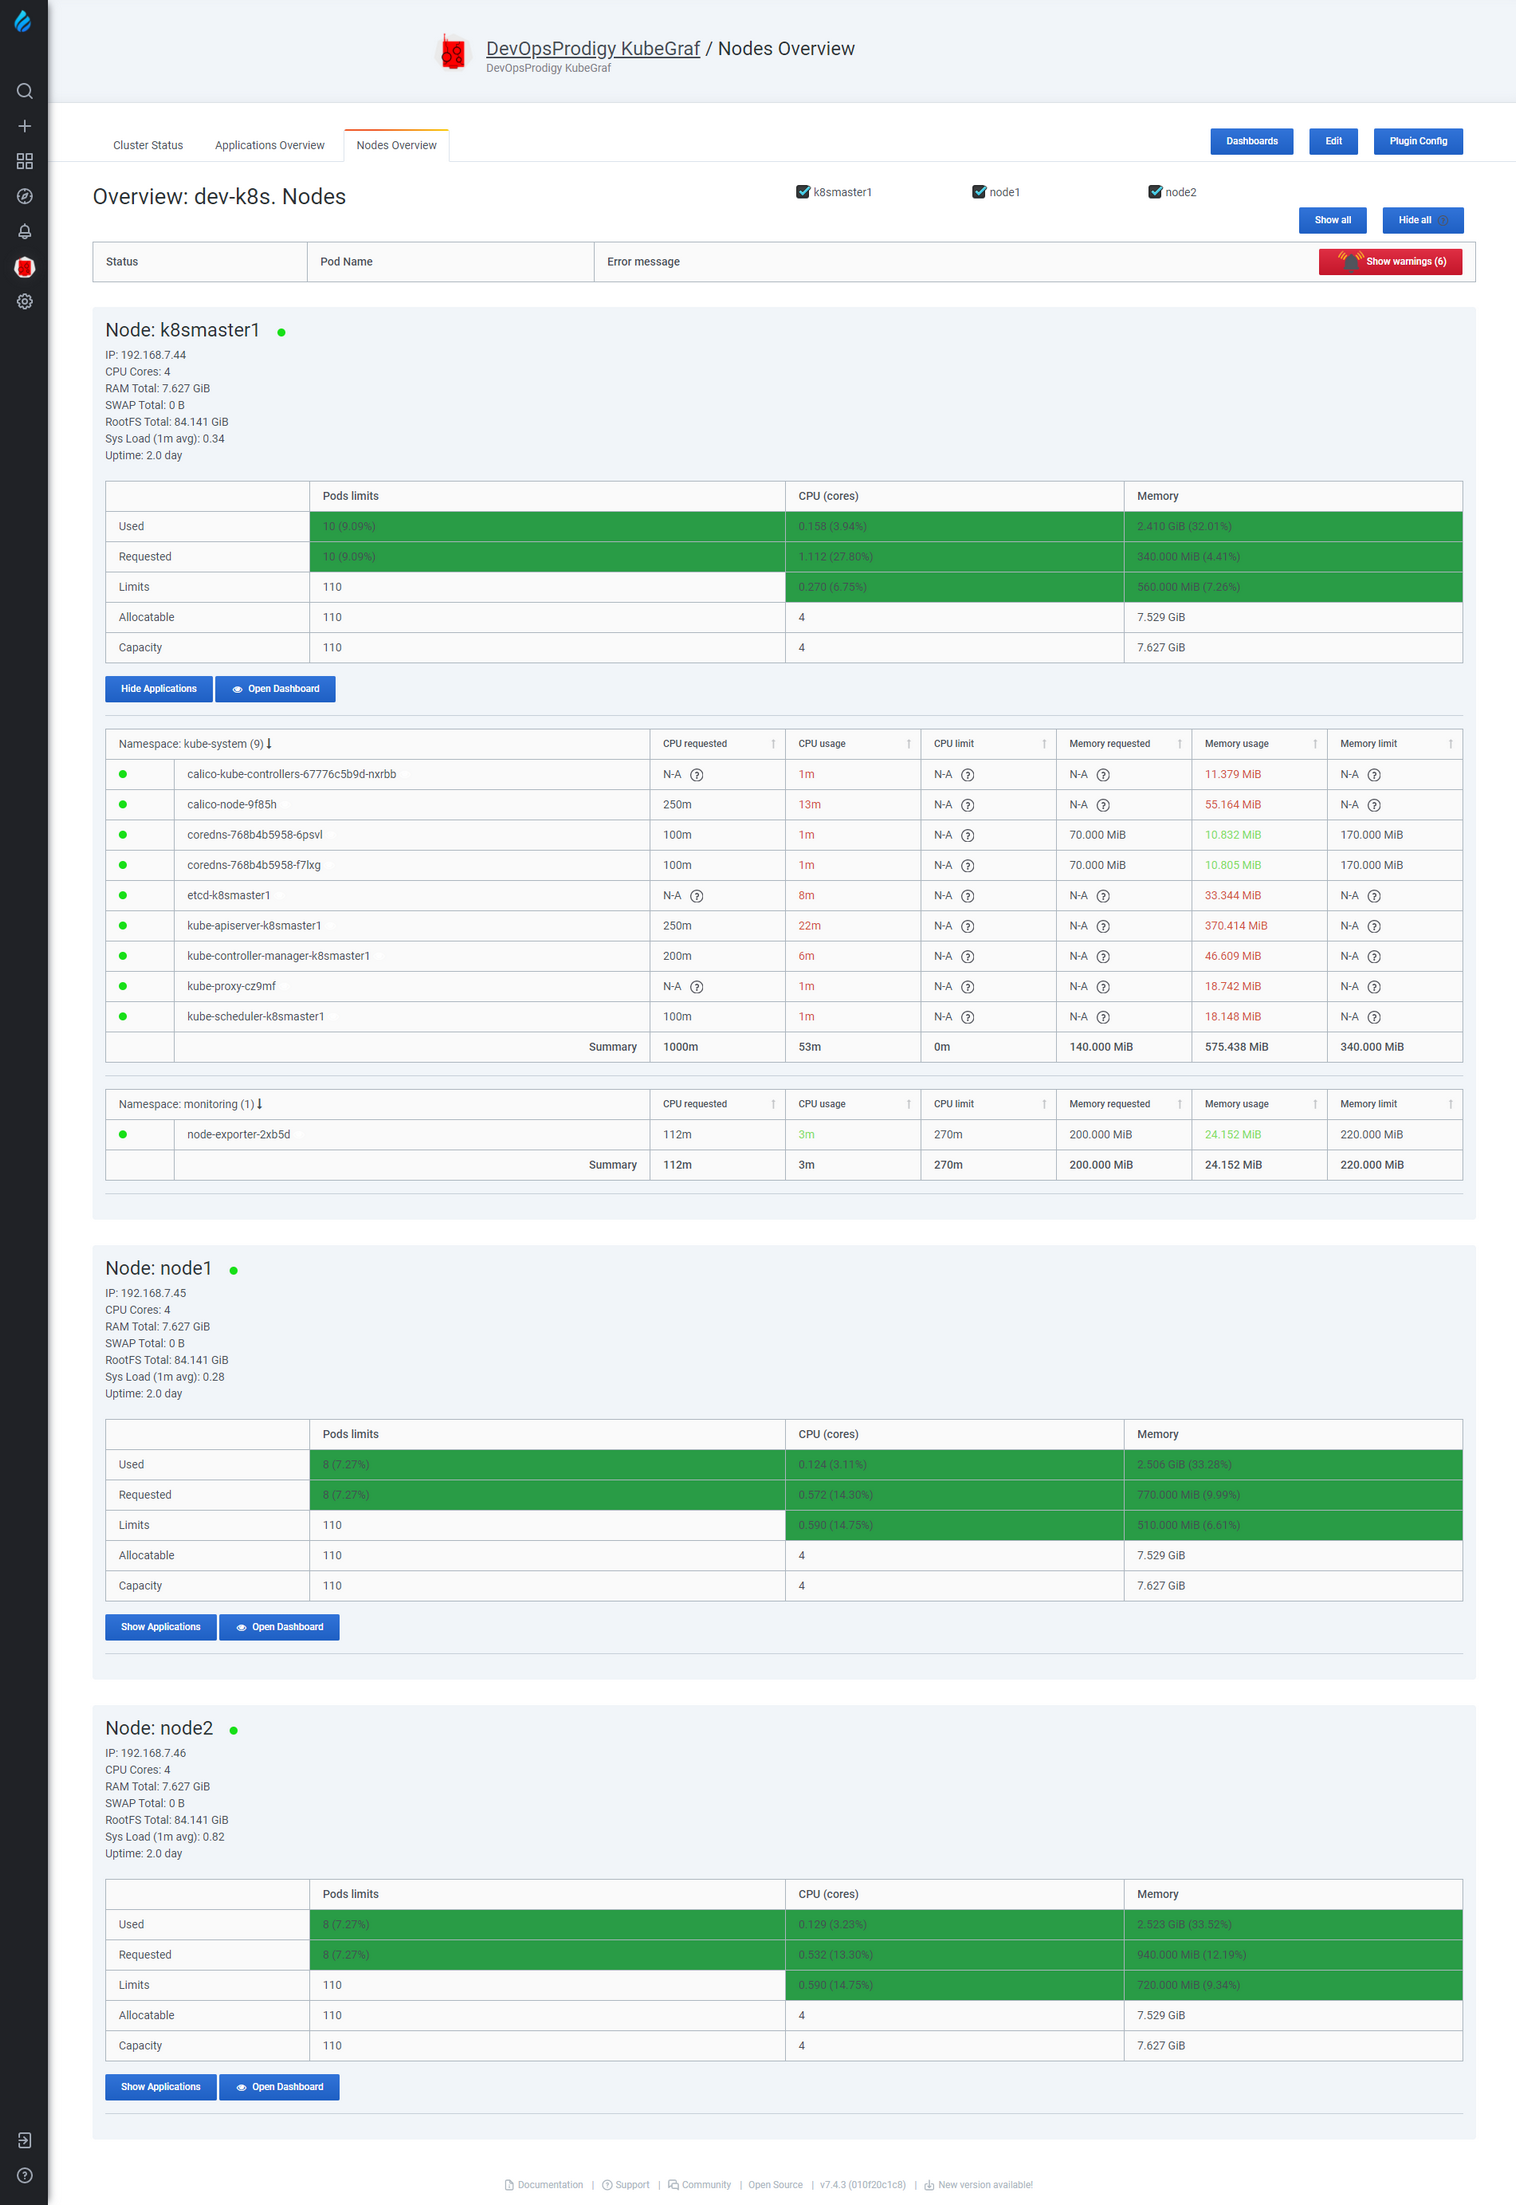 DevOpsProdigy KubeGraf / Nodes Overview
DevOpsProdigy KubeGraf
Cluster Status Applications Overview Nodes Overview Dashboards Edit Plugin Config
Overview: dev-k8s. Nodes k8smaster1 node1 node2
Show all Hide all
Status Pod Name Error message Show warnings (6)
Node: k8smaster1
IP: 192.168.7.44
CPU Cores: 4
RAM Total: 7.627 GiB
SWAP Total: 0 B
RootFS Total: 84.141 GiB
Sys Load (1m avg): 0.34
Uptime: 2.0 day
Pods limits CPU (cores) Memory
Used 10 (9.09%) 0.158 (3.94%) 2.410 GiB (32.01%)
Requested 10 (9.09%) 1.112 (27.80%) 340.000 MiB (4.41%)
Limits 110 0.270 (6.75%) 560.000 MiB (7.26%)
Allocatable 110 4 7.529 GiB
Capacity 110 4 7.627 GiB
Hide Applications Open Dashboard
Namespace: kube-system (9) CPU requested CPU usage CPU limit Memory requested Memory usage Memory limit
calico-kube-controllers-67776c5b9d-nxrbb N-A ? 1m N-A ? N-A ? 11.379 MiB N-A ?
calico-node-9f85h 250m 13m N-A ? N-A ? 55.164 MiB N-A ?
coredns-768b4b5958-6psvl 100m 1m N-A ? 70.000 MiB 10.832 MiB 170.000 MiB
coredns-768b4b5958-f7lxg 100m 1m N-A ? 70.000 MiB 10.805 MiB 170.000 MiB
etcd-k8smaster1 N-A ? 8m N-A ? N-A ? 33.344 MiB N-A ?
kube-apiserver-k8smaster1 250m 22m N-A ? N-A ? 370.414 MiB N-A ?
kube-controller-manager-k8smaster1 200m 6m N-A ? N-A ? 46.609 MiB N-A ?
kube-proxy-cz9mf N-A ? 1m N-A ? N-A ? 18.742 MiB N-A ?
kube-scheduler-k8smaster1 100m 1m N-A ? N-A ? 18.148 MiB N-A ?
Summary 1000m 53m 0m 140.000 MiB 575.438 MiB 340.000 MiB
Namespace: monitoring (1) CPU requested CPU usage CPU limit Memory requested Memory usage Memory limit
node-exporter-2xb5d 112m 3m 270m 200.000 MiB 24.152 MiB 220.000 MiB
Summary 112m 3m 270m 200.000 MiB 24.152 MiB 220.000 MiB
Node: node1
IP: 192.168.7.45
CPU Cores: 4
RAM Total: 7.627 GiB
SWAP Total: 0 B
RootFS Total: 84.141 GiB
Sys Load (1m avg): 0.28
Uptime: 2.0 day
Pods limits CPU (cores) Memory
Used 8 (7.27%) 0.124 (3.11%) 2.506 GiB (33.28%)
Requested 8 (7.27%) 0.572 (14.30%) 770.000 MiB (9.99%)
Limits 110 0.590 (14.75%) 510.000 MiB (6.61%)
Allocatable 110 4 7.529 GiB
Capacity 110 4 7.627 GiB
Show Applications Open Dashboard
Node: node2
IP: 192.168.7.46
CPU Cores: 4
RAM Total: 7.627 GiB
SWAP Total: 0 B
RootFS Total: 84.141 GiB
Sys Load (1m avg): 0.82
Uptime: 2.0 day
Pods limits CPU (cores) Memory
Used 8 (7.27%) 0.129 (3.23%) 2.523 GiB (33.52%)
Requested 8 (7.27%) 0.532 (13.30%) 940.000 MiB (12.19%)
Limits 110 0.590 (14.75%) 720.000 MiB (9.34%)
Allocatable 110 4 7.529 GiB
Capacity 110 4 7.627 GiB
Show Applications Open Dashboard
Documentation | Support | Community | Open Source | v7.4.3 (010f20c1c8) | New version available!